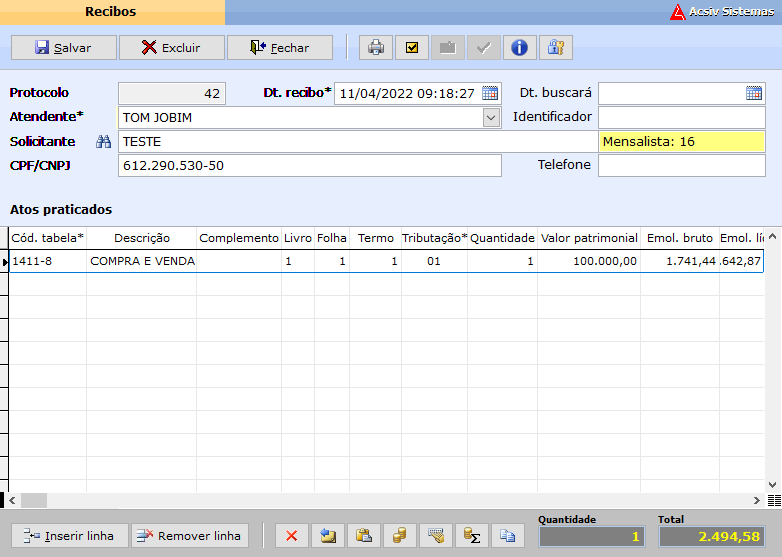 Recibos
Acsiv Sistemas
Salvar Excluir Fechar
Protocolo 42 Dt. recibo* 11/04/2022 09:18:27 Dt. buscará
Atendente* TOM JOBIM Identificador
Solicitante TESTE Mensalista: 16
CPF/CNPJ 612.290.530-50 Telefone
Atos praticados
Cód. tabela* Descrição Complemento Livro Folha Termo Tributação* Quantidade Valor patrimonial Emol. bruto Emol. lí
1411-8 COMPRA E VENDA 1 1 1 01 1 100.000,00 1.741,44 .642,87
Inserir linha Remover linha
Quantidade Total
1 2.494,58